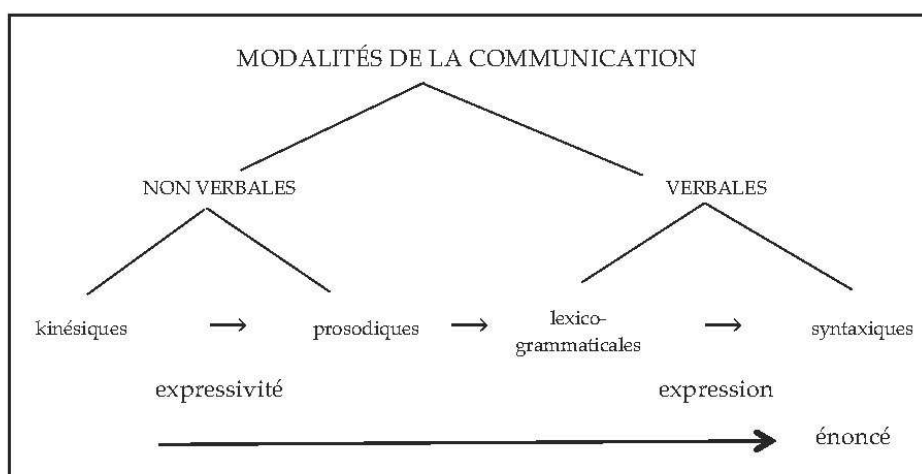 MODALITÉS DE LA COMMUNICATION
NON VERBALES
VERBALES
kinésiques → prosodiques → lexico-
grammaticales → syntaxiques
expressivité
expression
énoncé